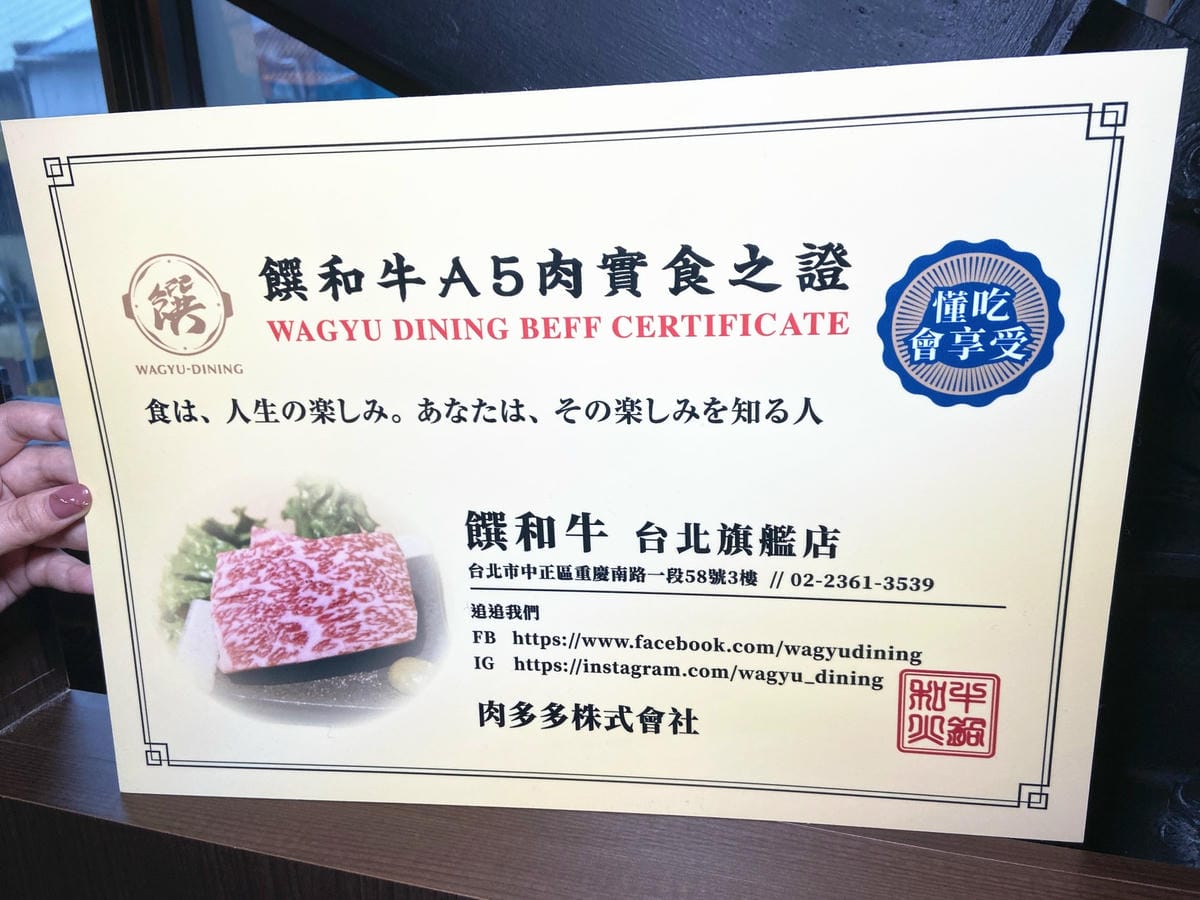 饌和牛A5肉實食之證
WAGYU DINING BEFF CERTIFICATE
饌
WAGYU-DINING
懂吃
會享受
食は、人生の楽しみ。あなたは、その楽しみを知る人
饌和牛 台北旗艦店
台北市中正區重慶南路一段58號3樓 // 02-2361-3539
追追我們
FB https://www.facebook.com/wagyudining
IG https://instagram.com/wagyu_dining
肉多多株式會社
和牛
火鍋